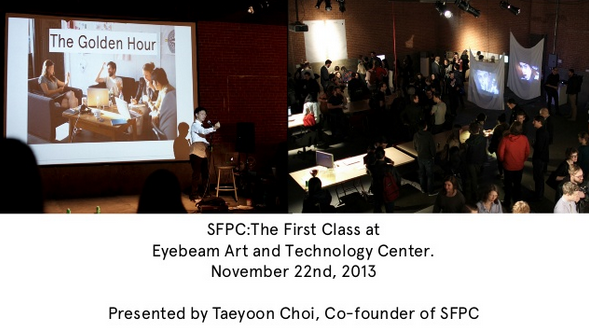 The Golden Hour
SFPC:The First Class at
Eyebeam Art and Technology Center.
November 22nd, 2013
Presented by Taeyoon Choi, Co-founder of SFPC